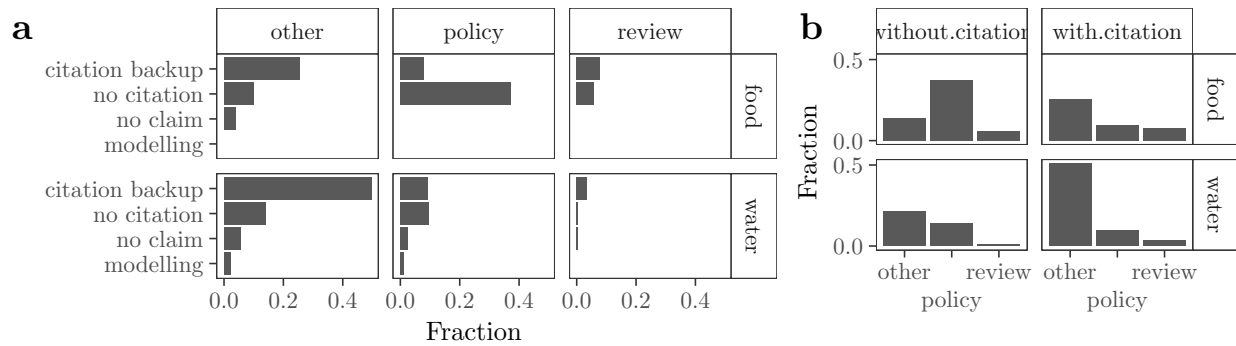 a
other policy review
citation backup
no citation
no claim
modelling
food
citation backup
no citation
no claim
modelling
water
0.0 0.2 0.4 0.0 0.2 0.4 0.0 0.2 0.4
Fraction
b
vithout.citation with.citation
0.5
0.0
food
0.5
0.0
water
Fraction
other review other review
policy policy